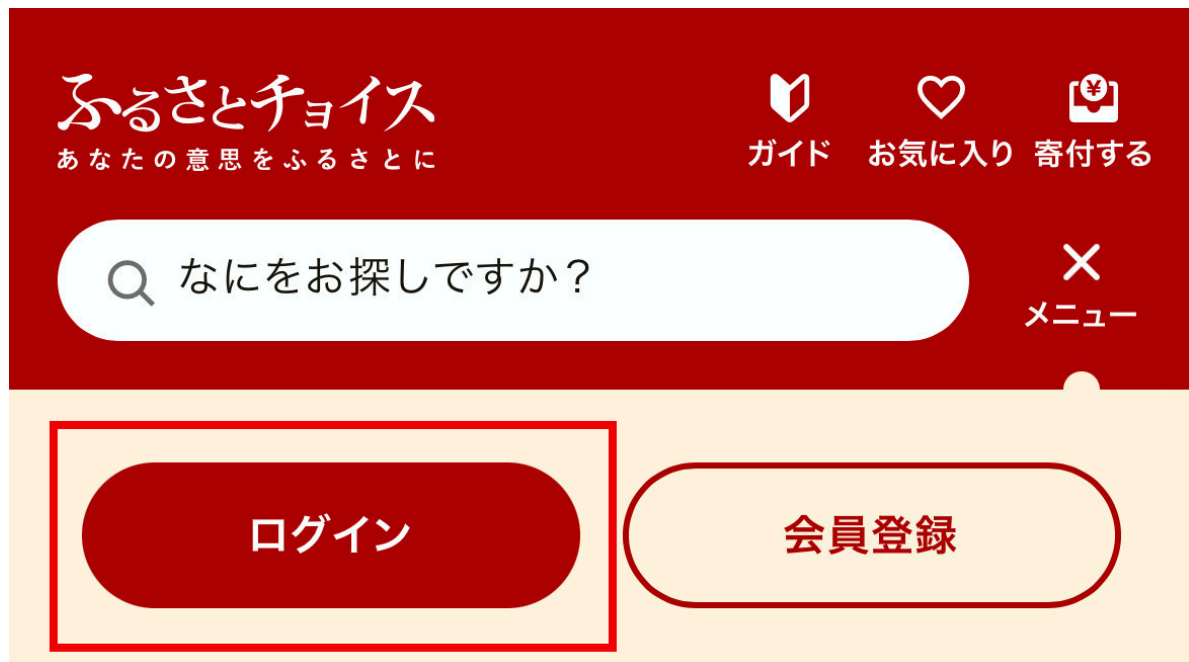 ふるさとチョイス
あなたの意思をふるさとに
ガイド お気に入り 寄付する
なにをお探しですか？
メニュー
ログイン 会員登録